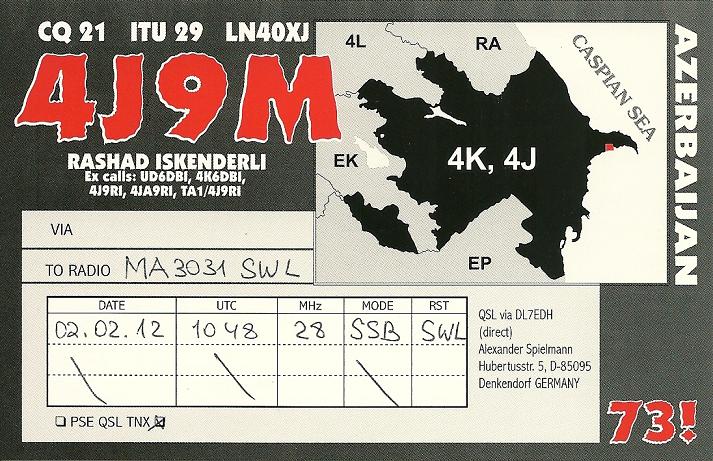 CQ 21 ITU 29 LN40XJ
4J9M
RASHAD ISKENDERLI
Ex calls: UD6DBI, 4K6DBI,
4J9RI, 4JA9RI, TA1/4J9RI
4L
RA
CASPIAN SEA
EK
4K, 4J
EP
AZERBAIJAN
VIA
TO RADIO MA3031 SWL
DATE UTC MHz MODE RST
02.02.12 1048 28 SSB SWL
PSE QSL TNX
QSL via DL7EDH
(direct)
Alexander Spielmann
Hubertusstr. 5, D-85095
Denkendorf GERMANY
73!